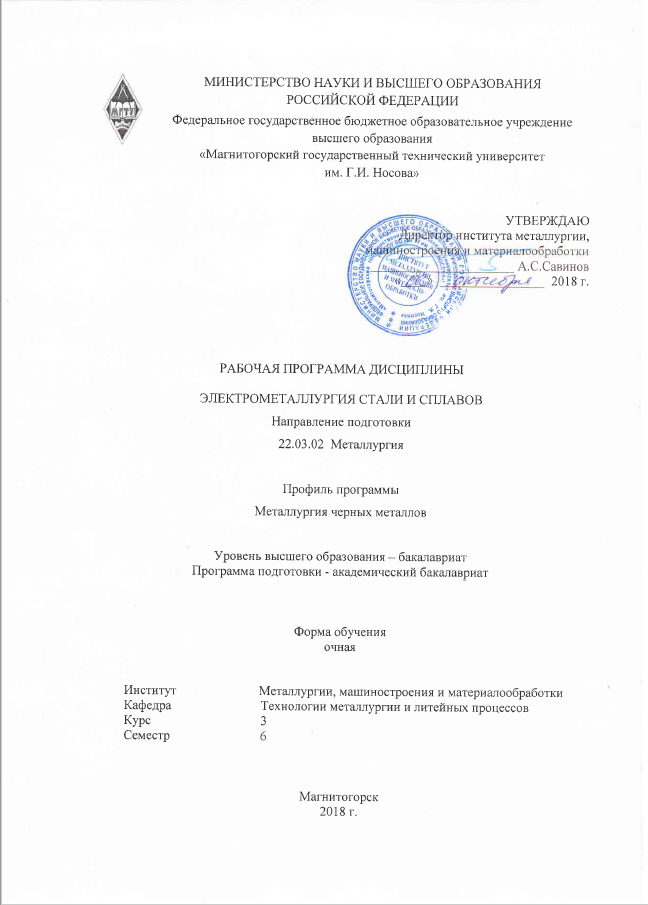 МИНИСТЕРСТВО НАУКИ И ВЫСШЕГО ОБРАЗОВАНИЯ
РОССИЙСКОЙ ФЕДЕРАЦИИ
Федеральное государственное бюджетное образовательное учреждение
высшего образования
«Магнитогорский государственный технический университет
им. Г.И. Носова»
УТВЕРЖДАЮ
Директор института металлургии,
машиностроения и материалообработки
А.С.Савинов
октября 2018 г.
РАБОЧАЯ ПРОГРАММА ДИСЦИПЛИНЫ
ЭЛЕКТРОМЕТАЛЛУРГИЯ СТАЛИ И СПЛАВОВ
Направление подготовки
22.03.02 Металлургия
Профиль программы
Металлургия черных металлов
Уровень высшего образования – бакалавриат
Программа подготовки - академический бакалавриат
Форма обучения
очная
Институт Металлургии, машиностроения и материалообработки
Кафедра Технологии металлургии и литейных процессов
Курс 3
Семестр 6
Магнитогорск
2018 г.